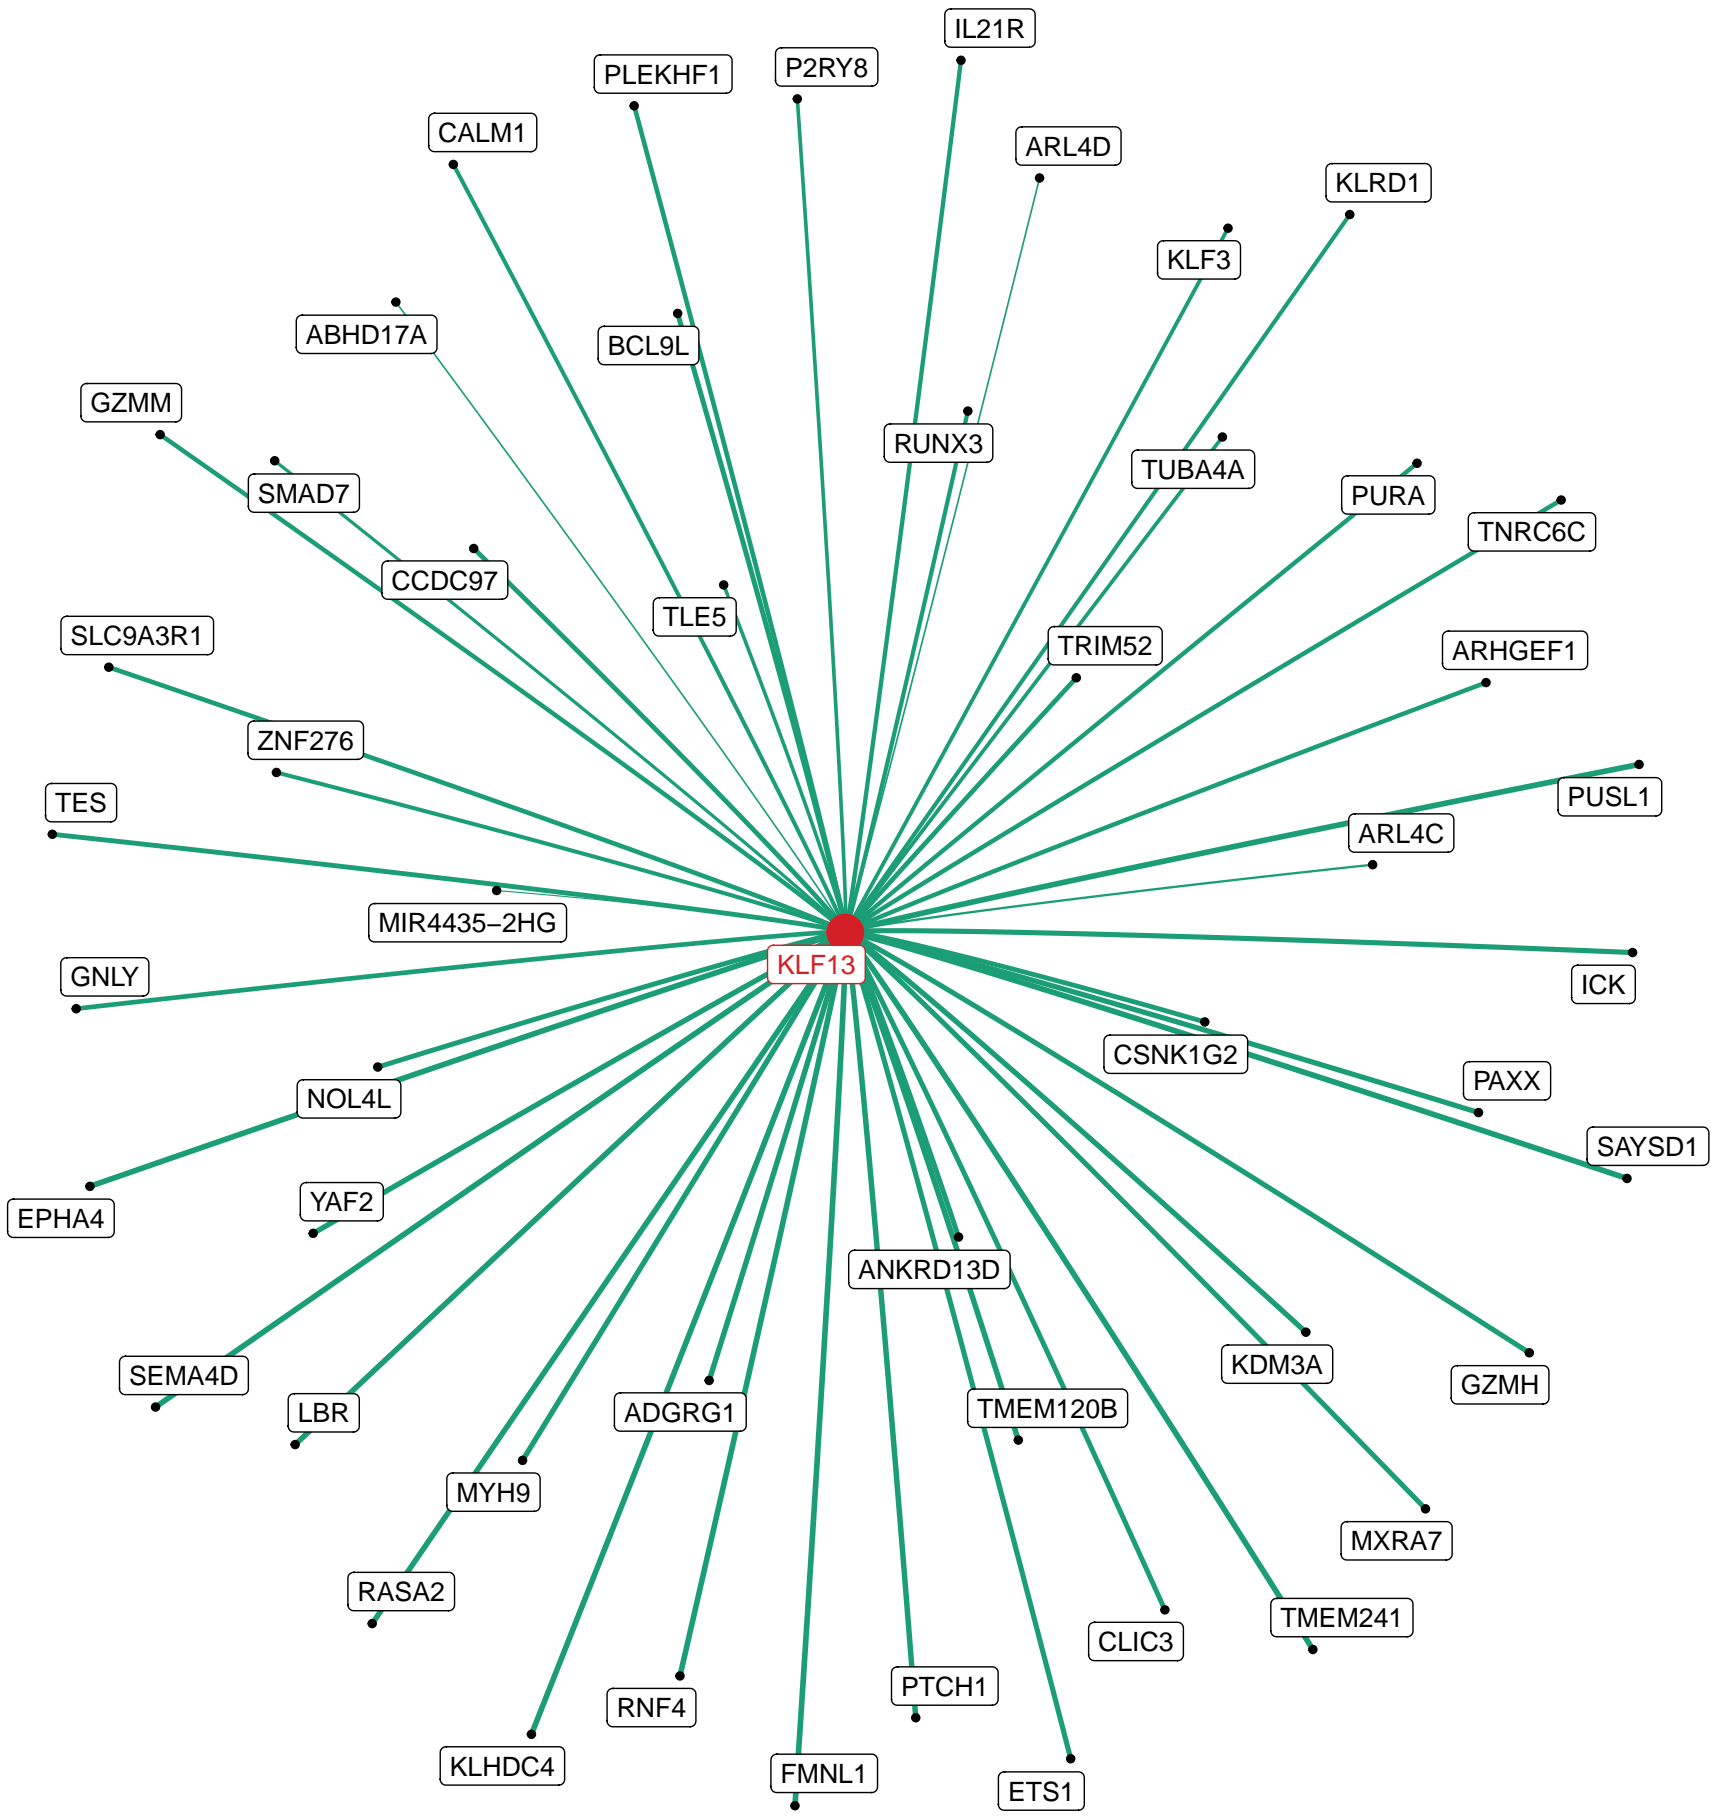 IL21R
P2RY8
PLEKHF1
CALM1
ARL4D
KLRD1
KLF3
ABHD17A
BCL9L
GZMM
RUNX3
TUBA4A
SMAD7
PURA
TNRC6C
CCDC97
TLE5
SLC9A3R1
TRIM52
ARHGEF1
ZNF276
PUSL1
TES
ARL4C
MIR4435−2HG
KLF13
GNLY
ICK
CSNK1G2
PAXX
NOL4L
SAYSD1
YAF2
EPHA4
ANKRD13D
KDM3A
SEMA4D
GZMH
TMEM120B
LBR
ADGRG1
MYH9
MXRA7
RASA2
TMEM241
CLIC3
PTCH1
RNF4
KLHDC4
FMNL1
ETS1